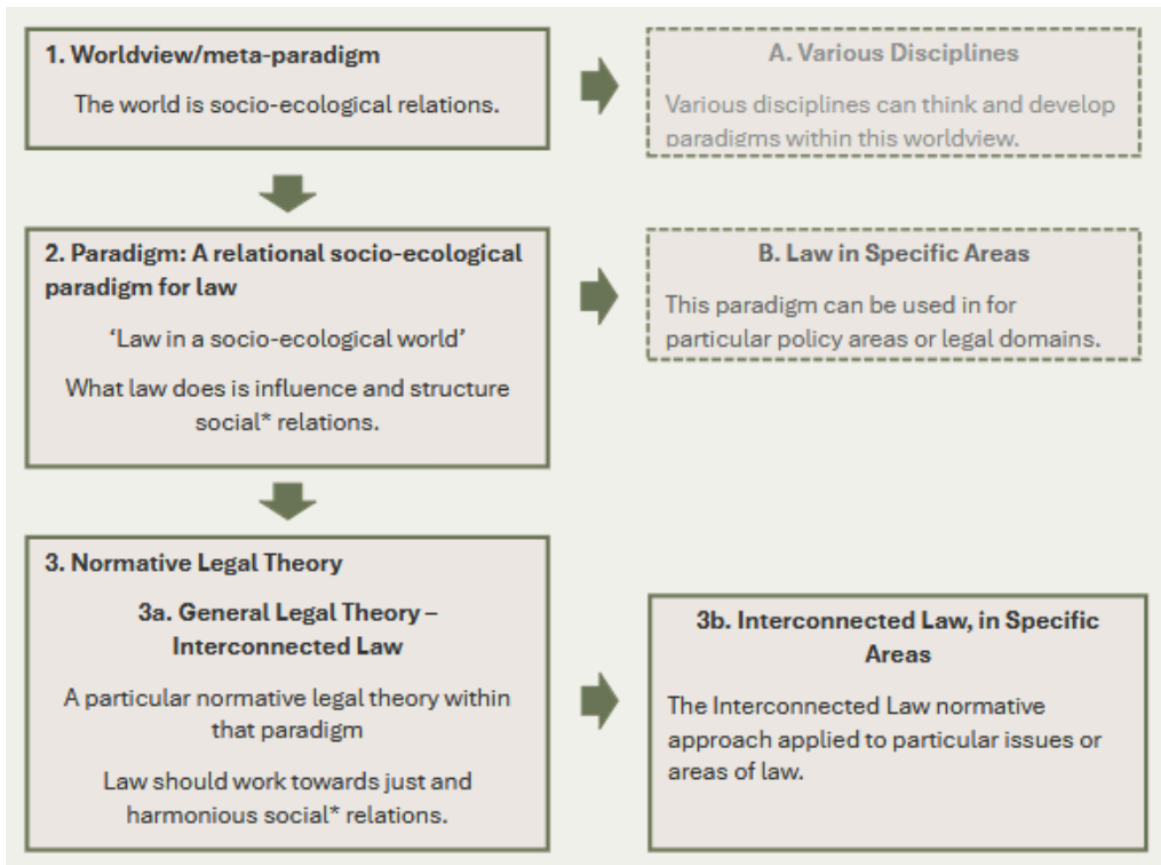 1. Worldview/meta-paradigm
The world is socio-ecological relations.
A. Various Disciplines
Various disciplines can think and develop
paradigms within this worldview.
2. Paradigm: A relational socio-ecological
paradigm for law
‘Law in a socio-ecological world’
What law does is influence and structure
social* relations.
B. Law in Specific Areas
This paradigm can be used in for
particular policy areas or legal domains.
3. Normative Legal Theory
3a. General Legal Theory –
Interconnected Law
A particular normative legal theory within
that paradigm
Law should work towards just and
harmonious social* relations.
3b. Interconnected Law, in Specific
Areas
The Interconnected Law normative
approach applied to particular issues or
areas of law.